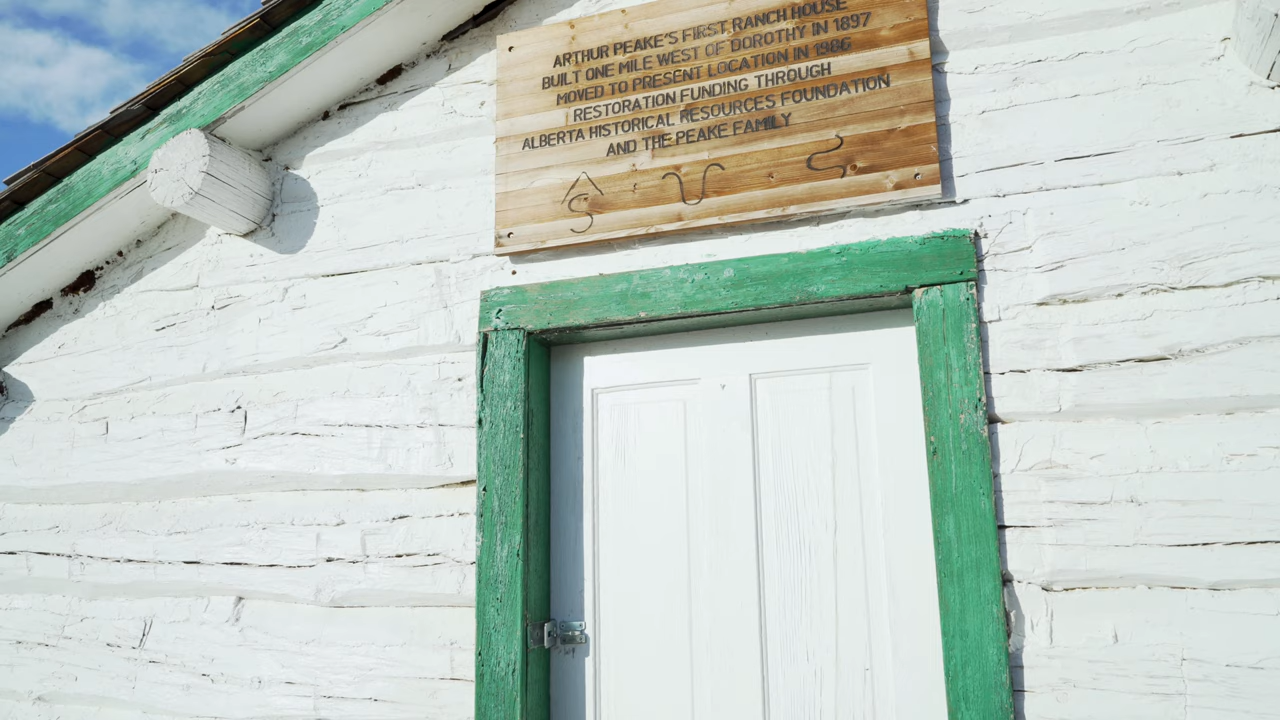 ARTHUR PEAKE'S FIRST RANCH HOUSE
BUILT ONE MILE WEST OF DOROTHY IN 1897
MOVED TO PRESENT LOCATION IN 1986
RESTORATION FUNDING THROUGH
ALBERTA HISTORICAL RESOURCES FOUNDATION
AND THE PEAKE FAMILY